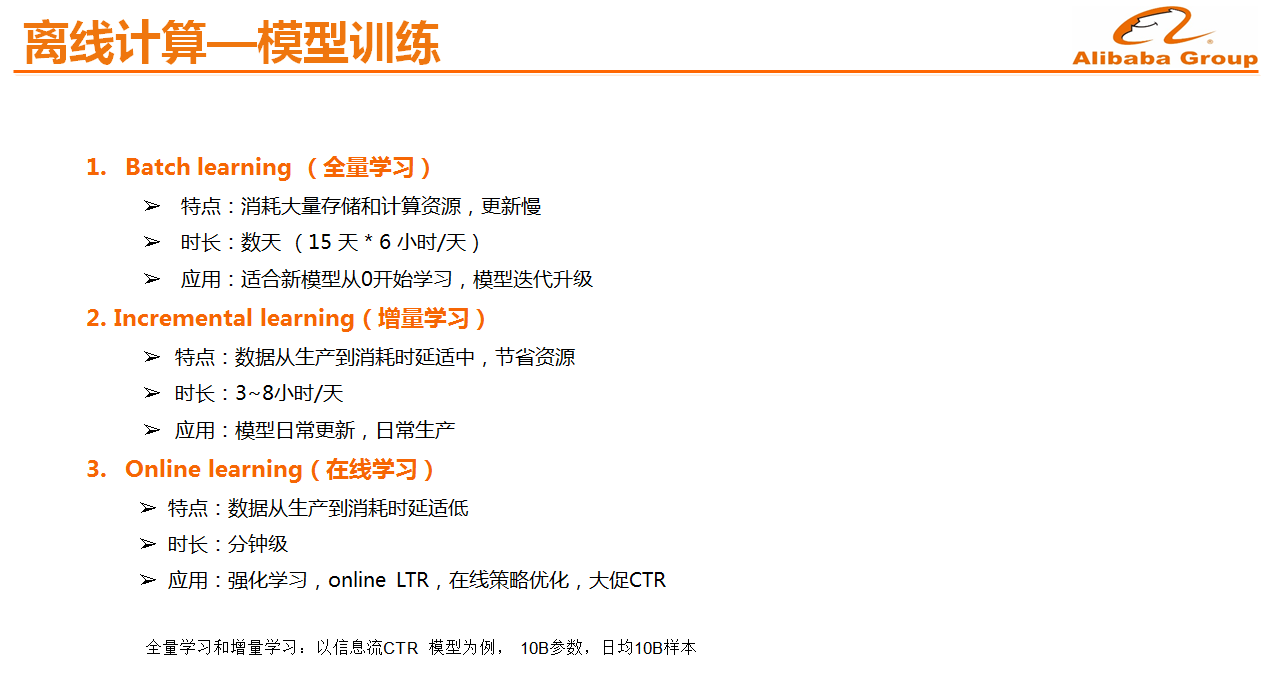 离线计算—模型训练
Alibaba Group
1. Batch learning （全量学习）
➢ 特点：消耗大量存储和计算资源，更新慢
➢ 时长：数天 （15 天 * 6 小时/天）
➢ 应用：适合新模型从0开始学习，模型迭代升级
2. Incremental learning（增量学习）
➢ 特点：数据从生产到消耗时延适中，节省资源
➢ 时长：3~8小时/天
➢ 应用：模型日常更新，日常生产
3. Online learning（在线学习）
➢ 特点：数据从生产到消耗时延适低
➢ 时长：分钟级
➢ 应用：强化学习，online LTR，在线策略优化，大促CTR
全量学习和增量学习：以信息流CTR 模型为例， 10B参数，日均10B样本